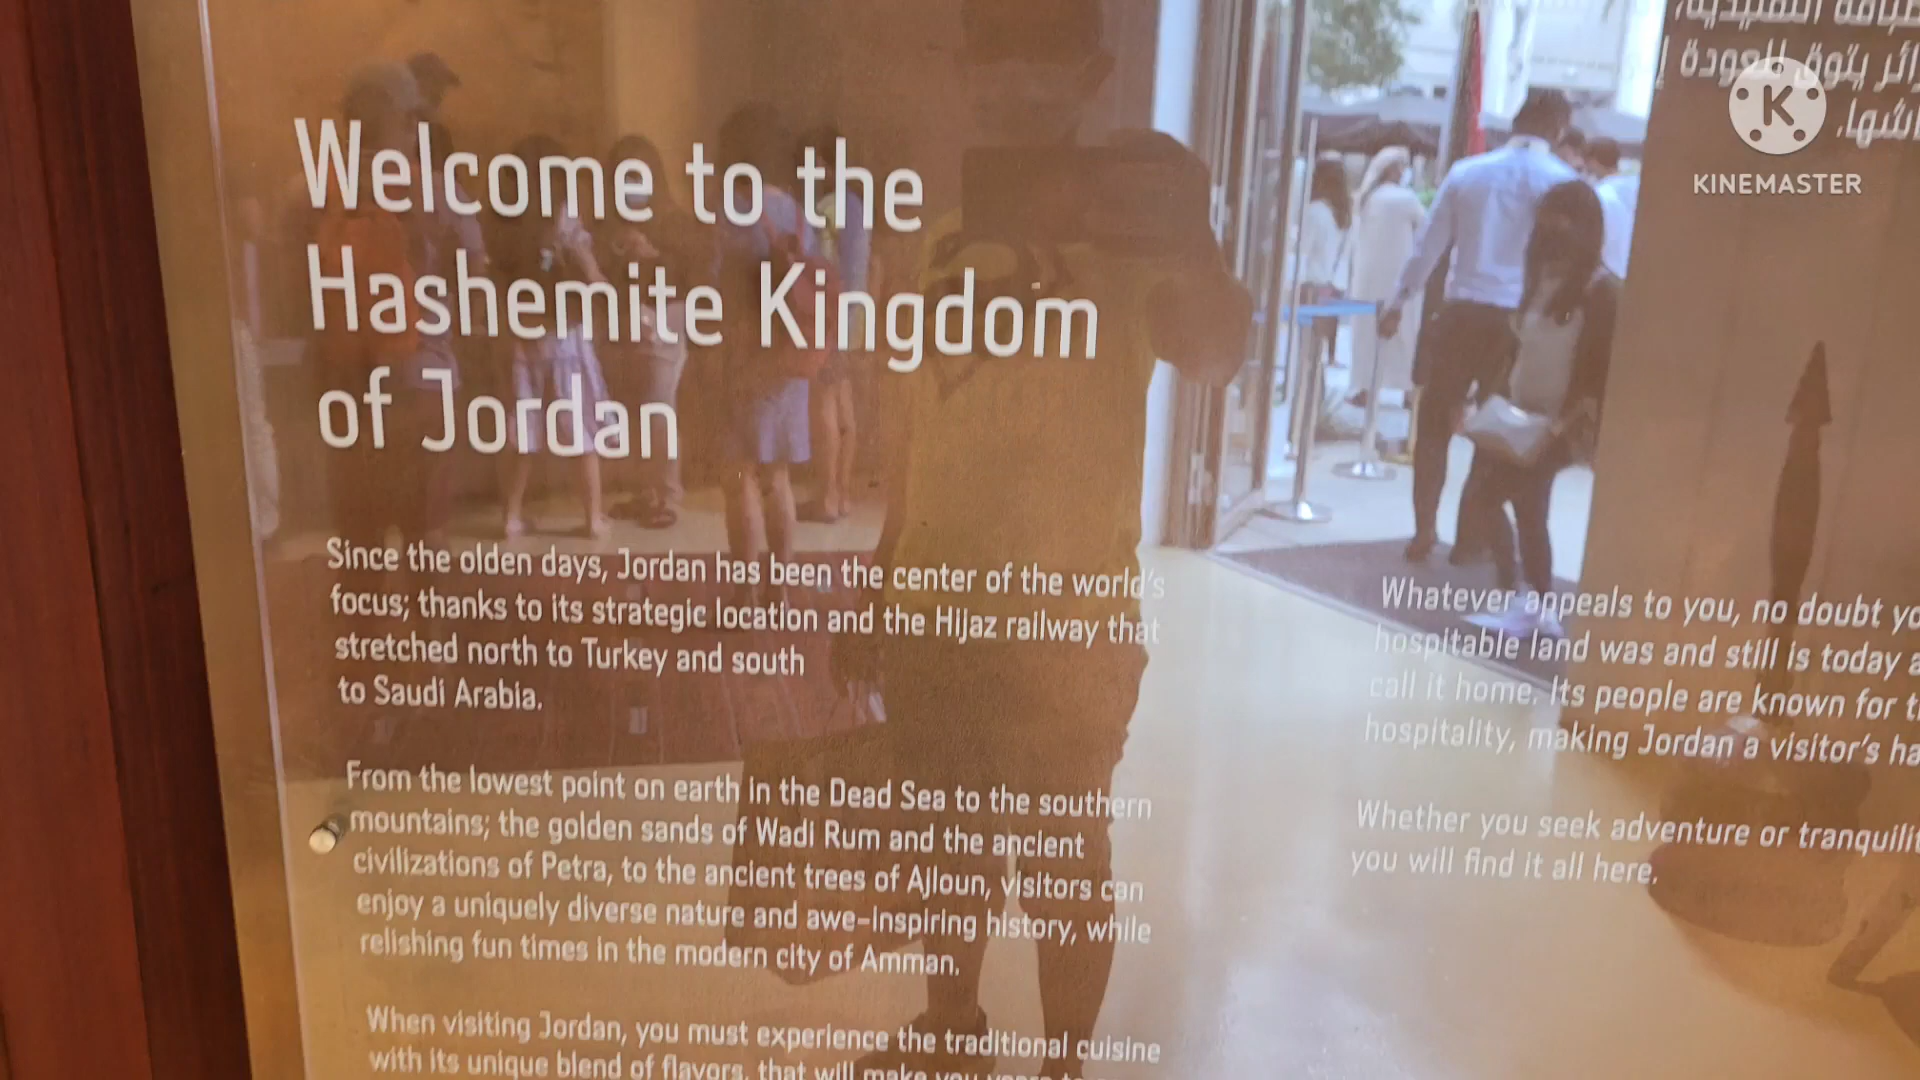 Welcome to the
Hashemite Kingdom
of Jordan
Since the olden days, Jordan has been the center of the world's
focus; thanks to its strategic location and the Hijaz railway that
stretched north to Turkey and south
to Saudi Arabia.
From the lowest point on earth in the Dead Sea to the southern
mountains; the golden sands of Wadi Rum and the ancient
civilizations of Petra, to the ancient trees of Ajloun, visitors can
enjoy a uniquely diverse nature and awe-inspiring history, while
relishing fun times in the modern city of Amman.
When visiting Jordan, you must experience the traditional cuisine
with its unique blend of flavors, that will make you
Whatever appeals to you, no doubt
hospitable land was and still is today
call it home. Its people are known for
hospitality, making Jordan a visitor's
Whether you seek adventure or
you will find it all here.
يتوق للعودة
K
KINEMASTER